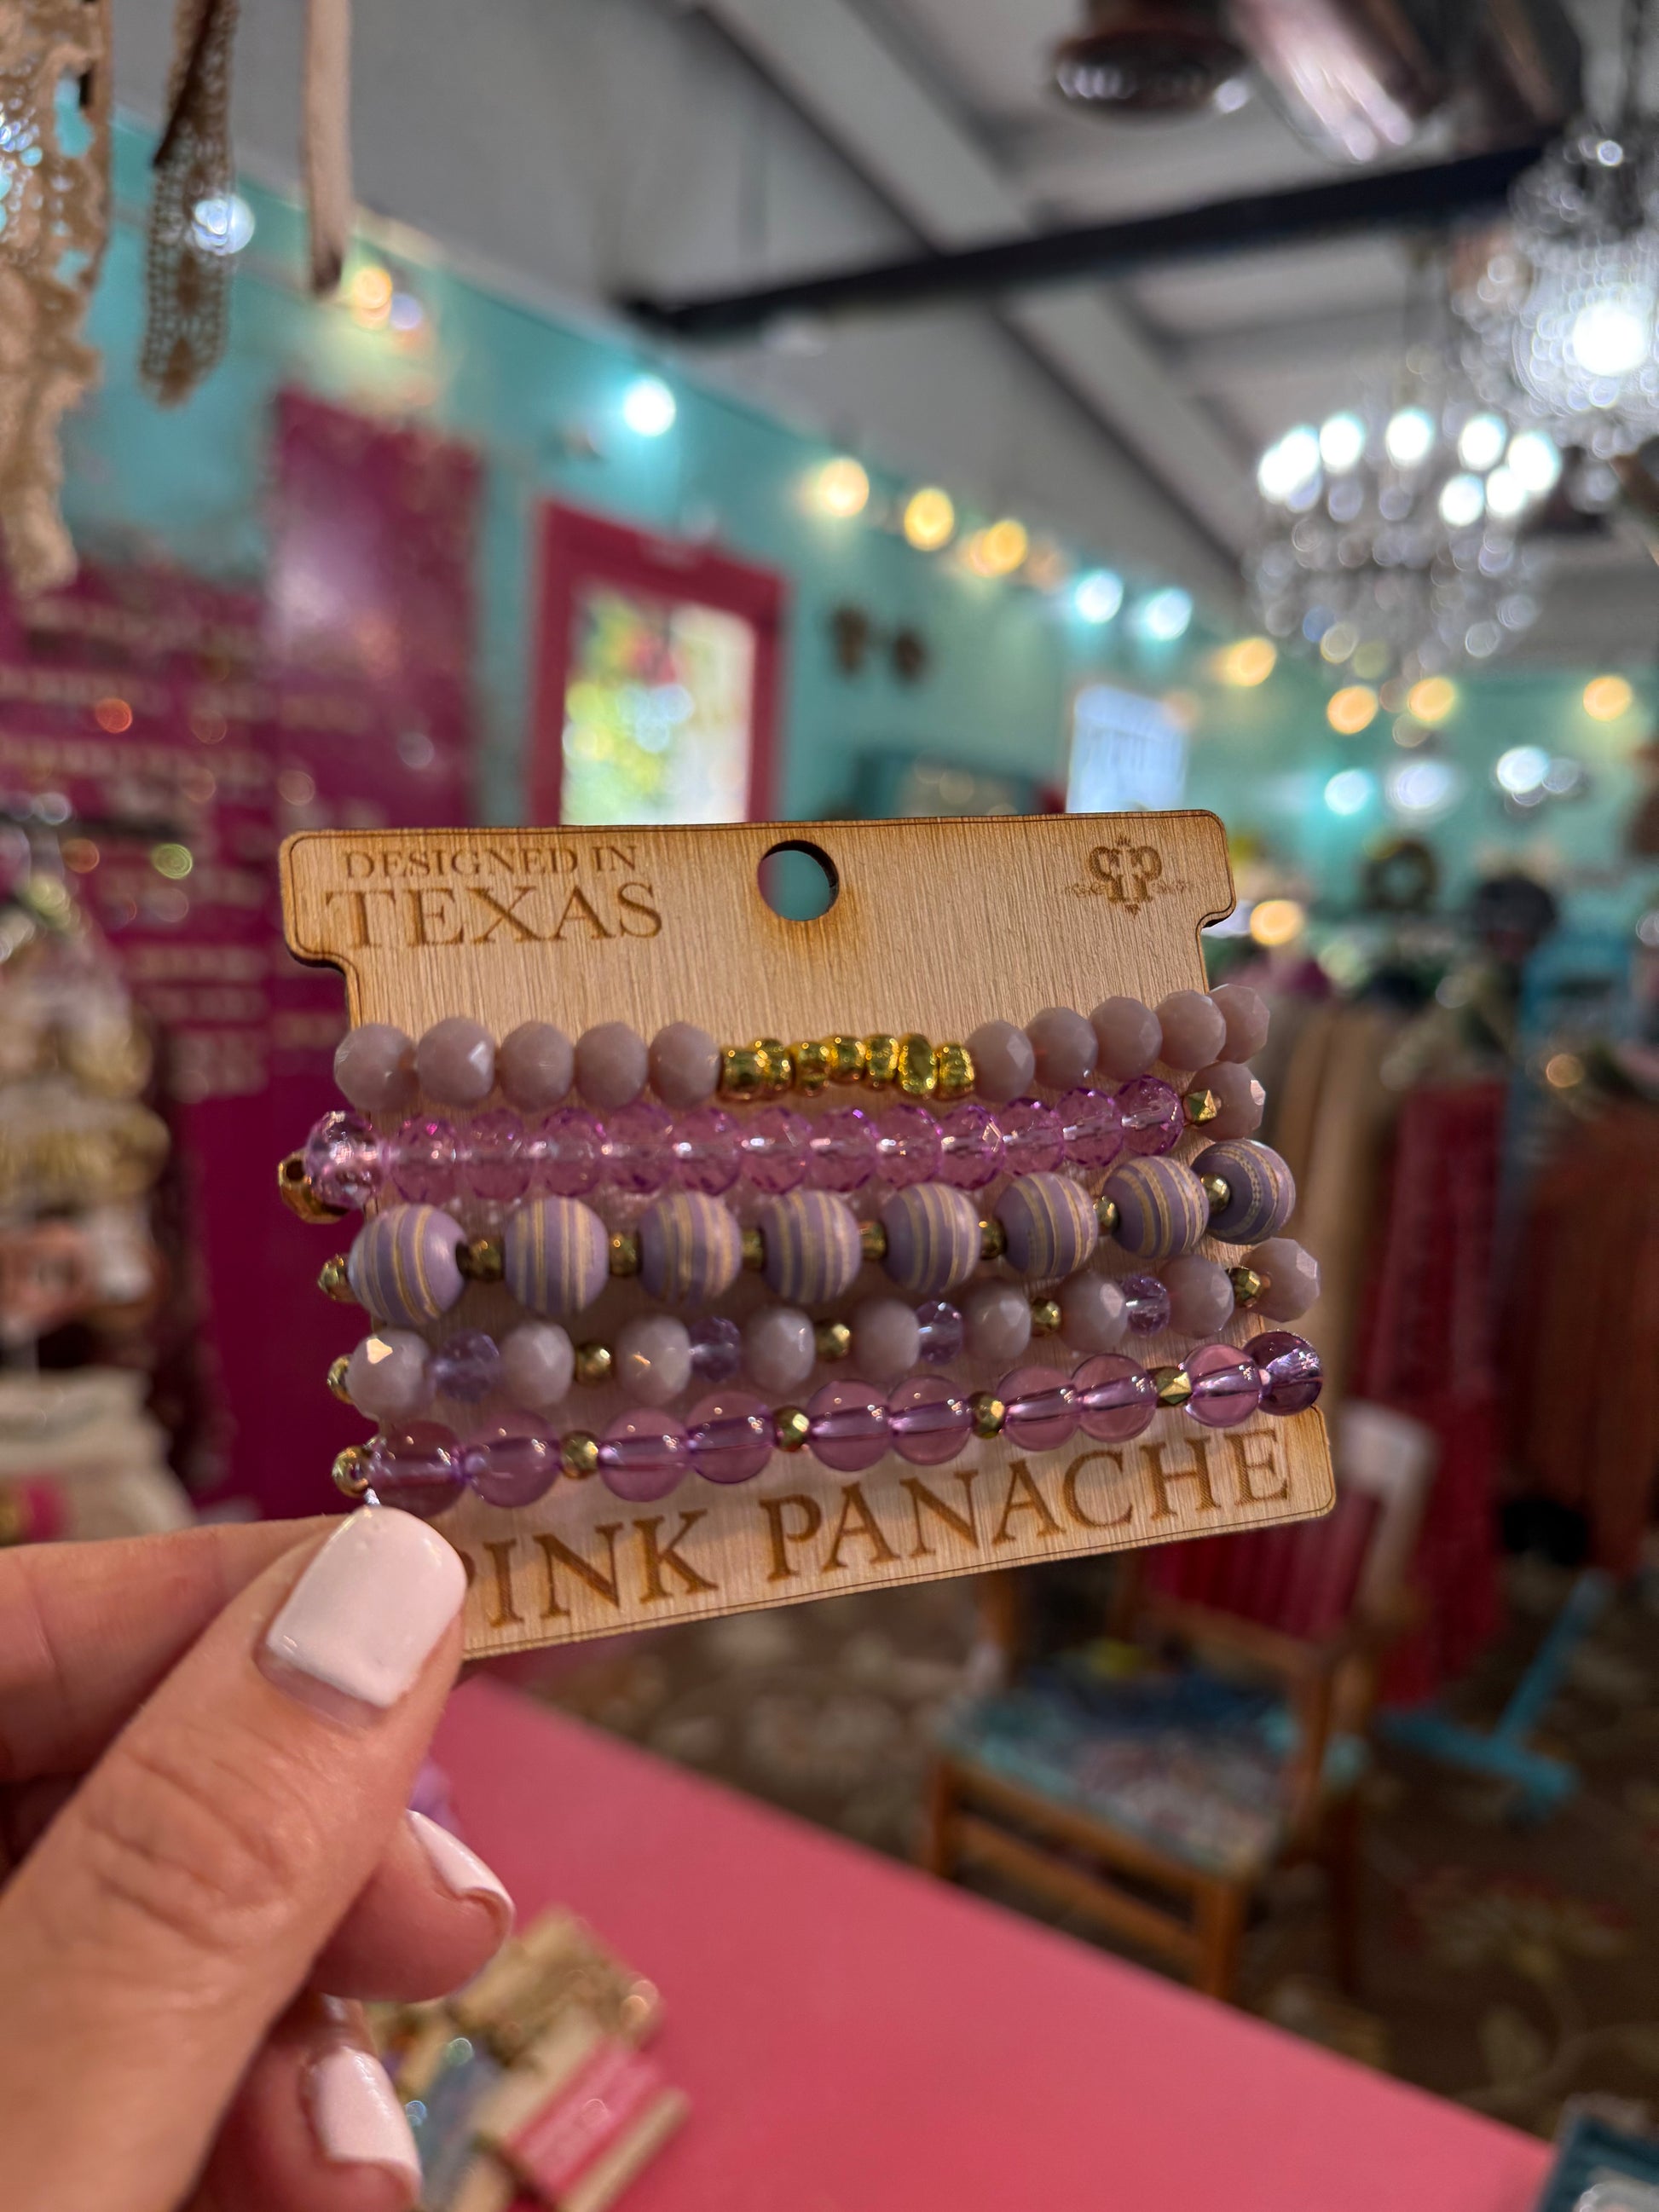 DESIGNED IN
TEXAS
PINK PANACHE